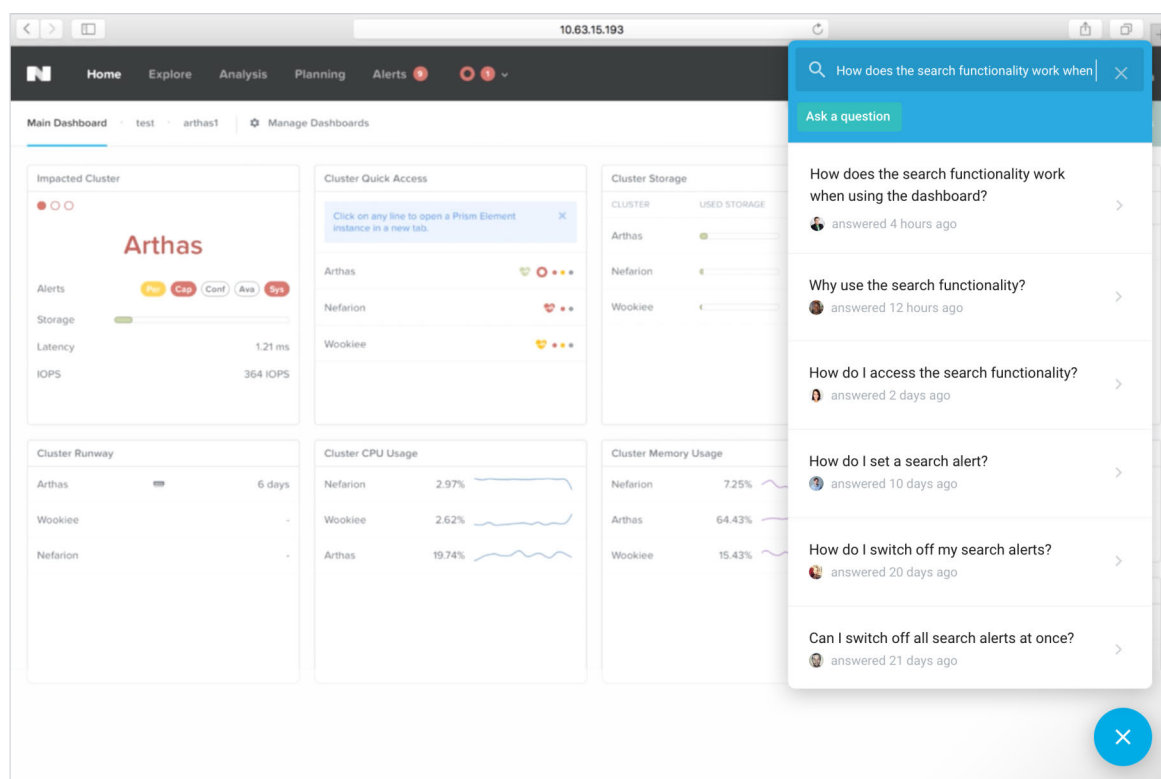 10.63.15.193
Home Explore Analysis Planning Alerts 9 1
Main Dashboard test arthas1 Manage Dashboards
Impacted Cluster
Arthas
Alerts Per Cap Conf Ava Sys
Storage
Latency 1.21 ms
IOPS 364 IOPS
Cluster Quick Access
Click on any line to open a Prism Element
instance in a new tab.
Arthas
Nefarion
Wookiee
Cluster Storage
CLUSTER USED STORAGE
Arthas
Nefarion
Wookiee
Cluster Runway
Arthas 6 days
Wookiee -
Nefarion -
Cluster CPU Usage
Nefarion 2.97%
Wookiee 2.62%
Arthas 19.74%
Cluster Memory Usage
Nefarion 7.25%
Arthas 64.43%
Wookiee 15.43%
How does the search functionality work when
Ask a question
How does the search functionality work
when using the dashboard?
answered 4 hours ago
Why use the search functionality?
answered 12 hours ago
How do I access the search functionality?
answered 2 days ago
How do I set a search alert?
answered 10 days ago
How do I switch off my search alerts?
answered 20 days ago
Can I switch off all search alerts at once?
answered 21 days ago